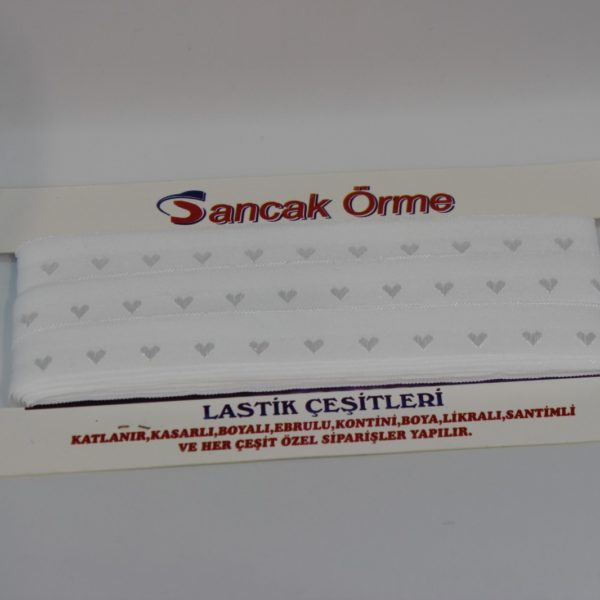 Sancak Örme
LASTİK ÇEŞİTLERİ
KATLANIR,KASARLI,BOYALI,EBRULU,KONTİNİ,BOYA,LİKRALI,SANTİMLİ
VE HER ÇEŞİT ÖZEL SİPARİŞLER YAPILIR.